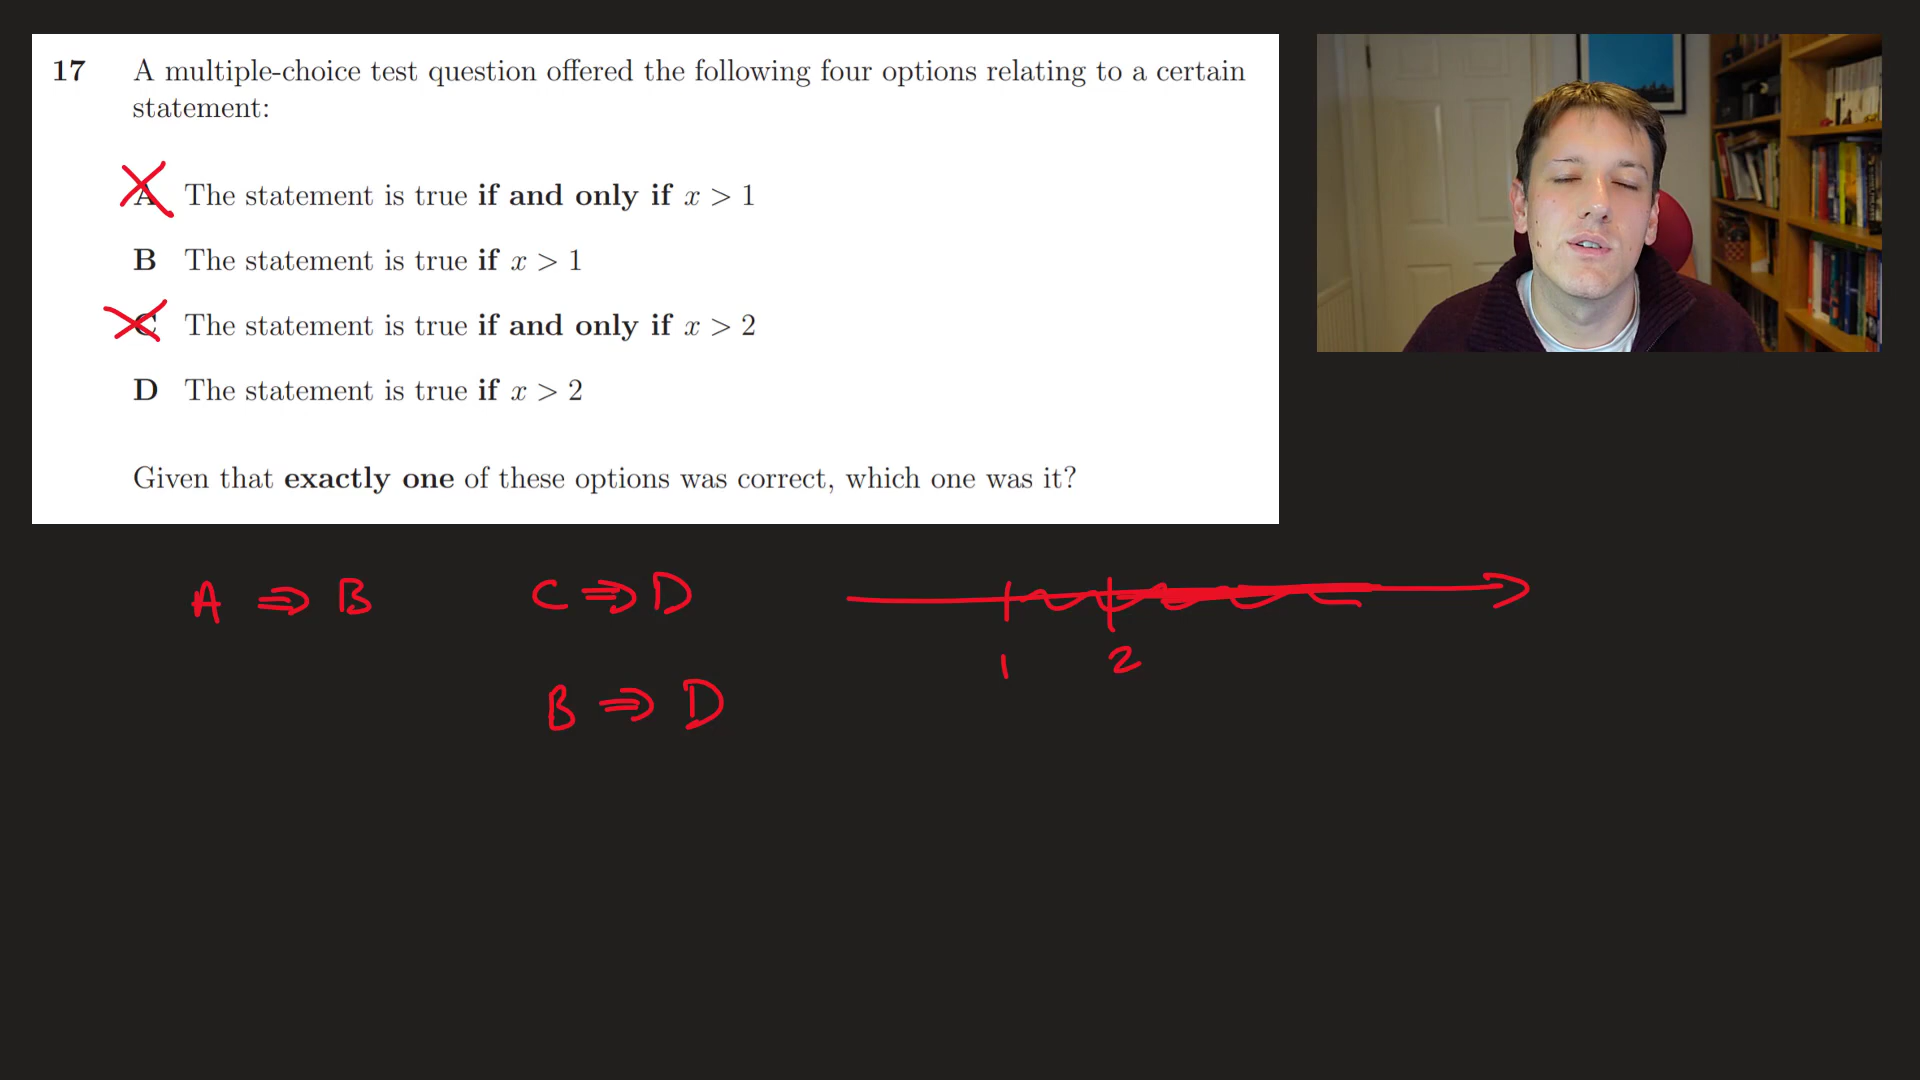 17 A multiple-choice test question offered the following four options relating to a certain
statement:
A The statement is true if and only if x > 1
B The statement is true if x > 1
C The statement is true if and only if x > 2
D The statement is true if x > 2
Given that exactly one of these options was correct, which one was it?
A ⇒ B C ⇒ D
1 2
B ⇒ D